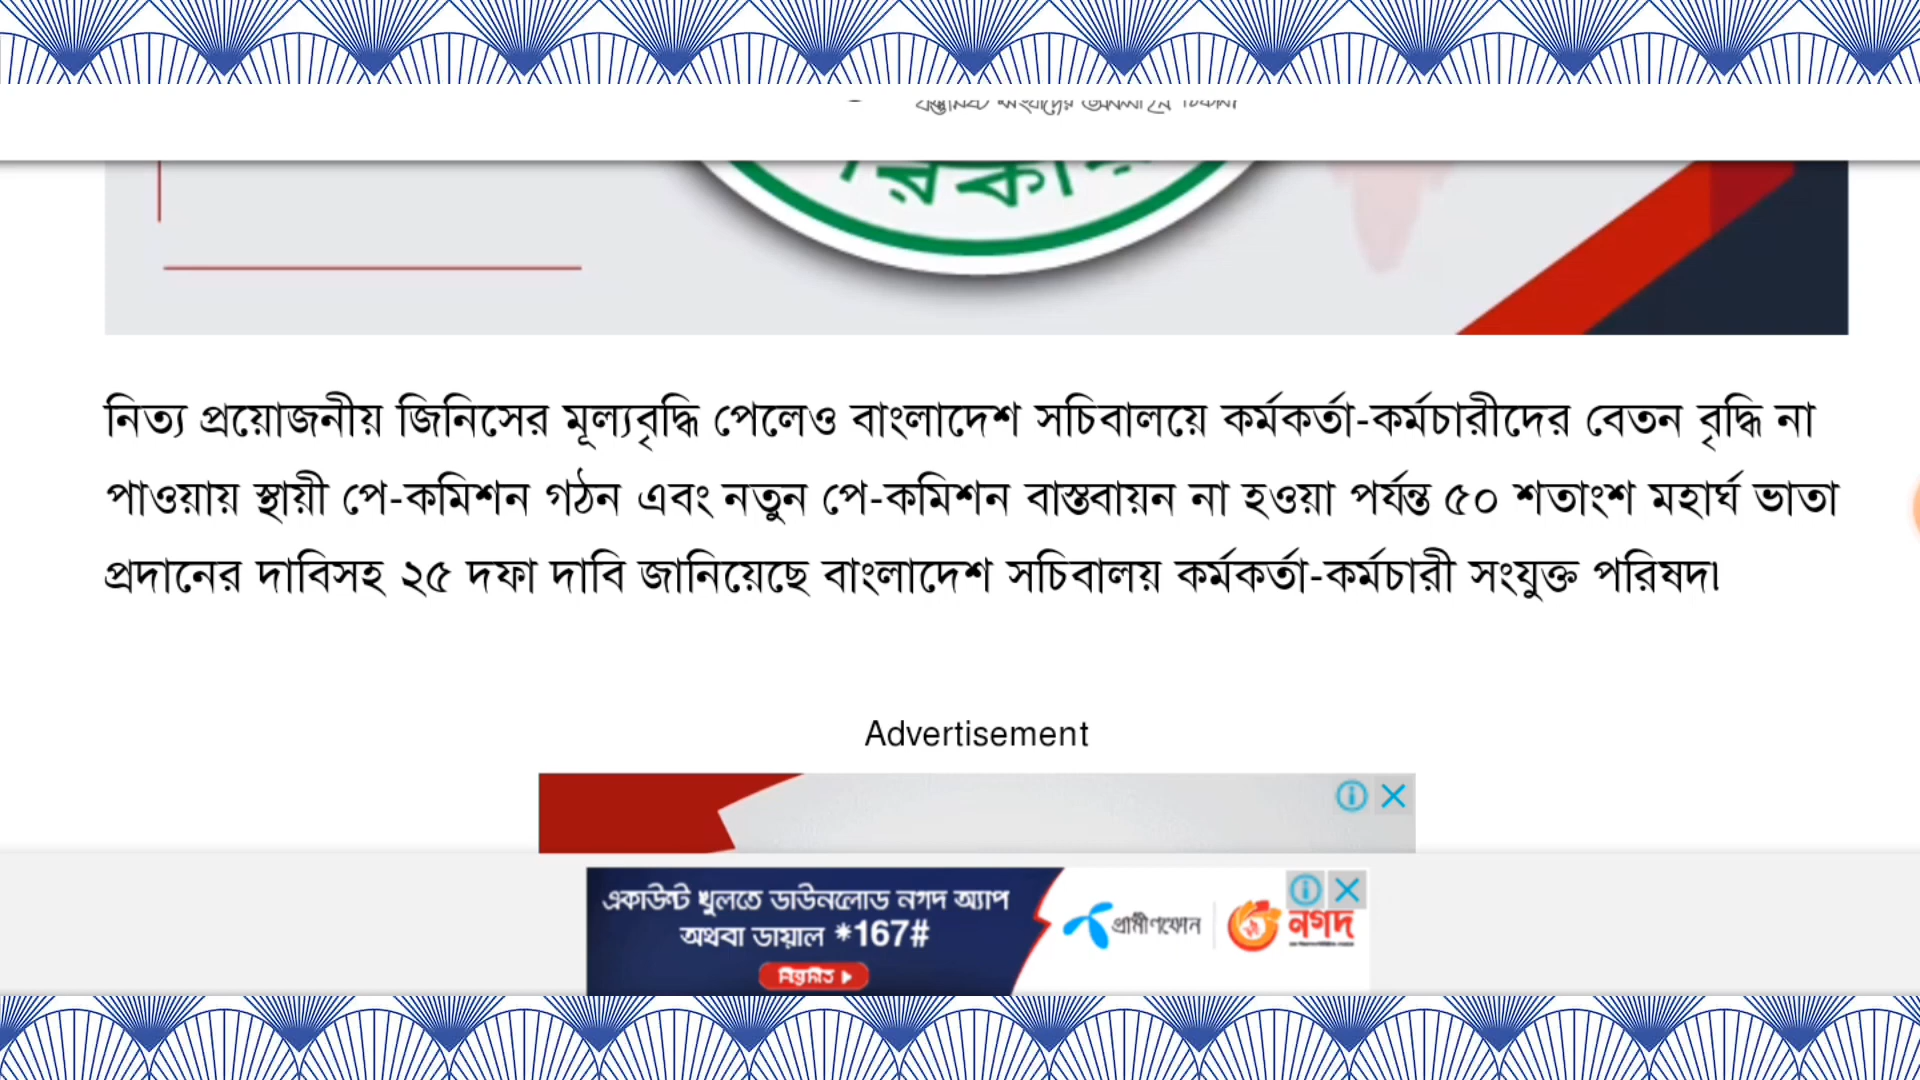 নিত্য প্রয়োজনীয় জিনিসের মূল্যবৃদ্ধি পেলেও বাংলাদেশ সচিবালয়ে কর্মকর্তা-কর্মচারীদের বেতন বৃদ্ধি না
পাওয়ায় স্থায়ী পে-কমিশন গঠন এবং নতুন পে-কমিশন বাস্তবায়ন না হওয়া পর্যন্ত ৫০ শতাংশ মহার্ঘ ভাতা
প্রদানের দাবিসহ ২৫ দফা দাবি জানিয়েছে বাংলাদেশ সচিবালয় কর্মকর্তা-কর্মচারী সংযুক্ত পরিষদ৷
Advertisement
একাউন্ট খুলতে ডাউনলোড নগদ অ্যাপ
অথবা ডায়াল *167#
বিস্তারিত
গ্রামীণফোন
নগদ